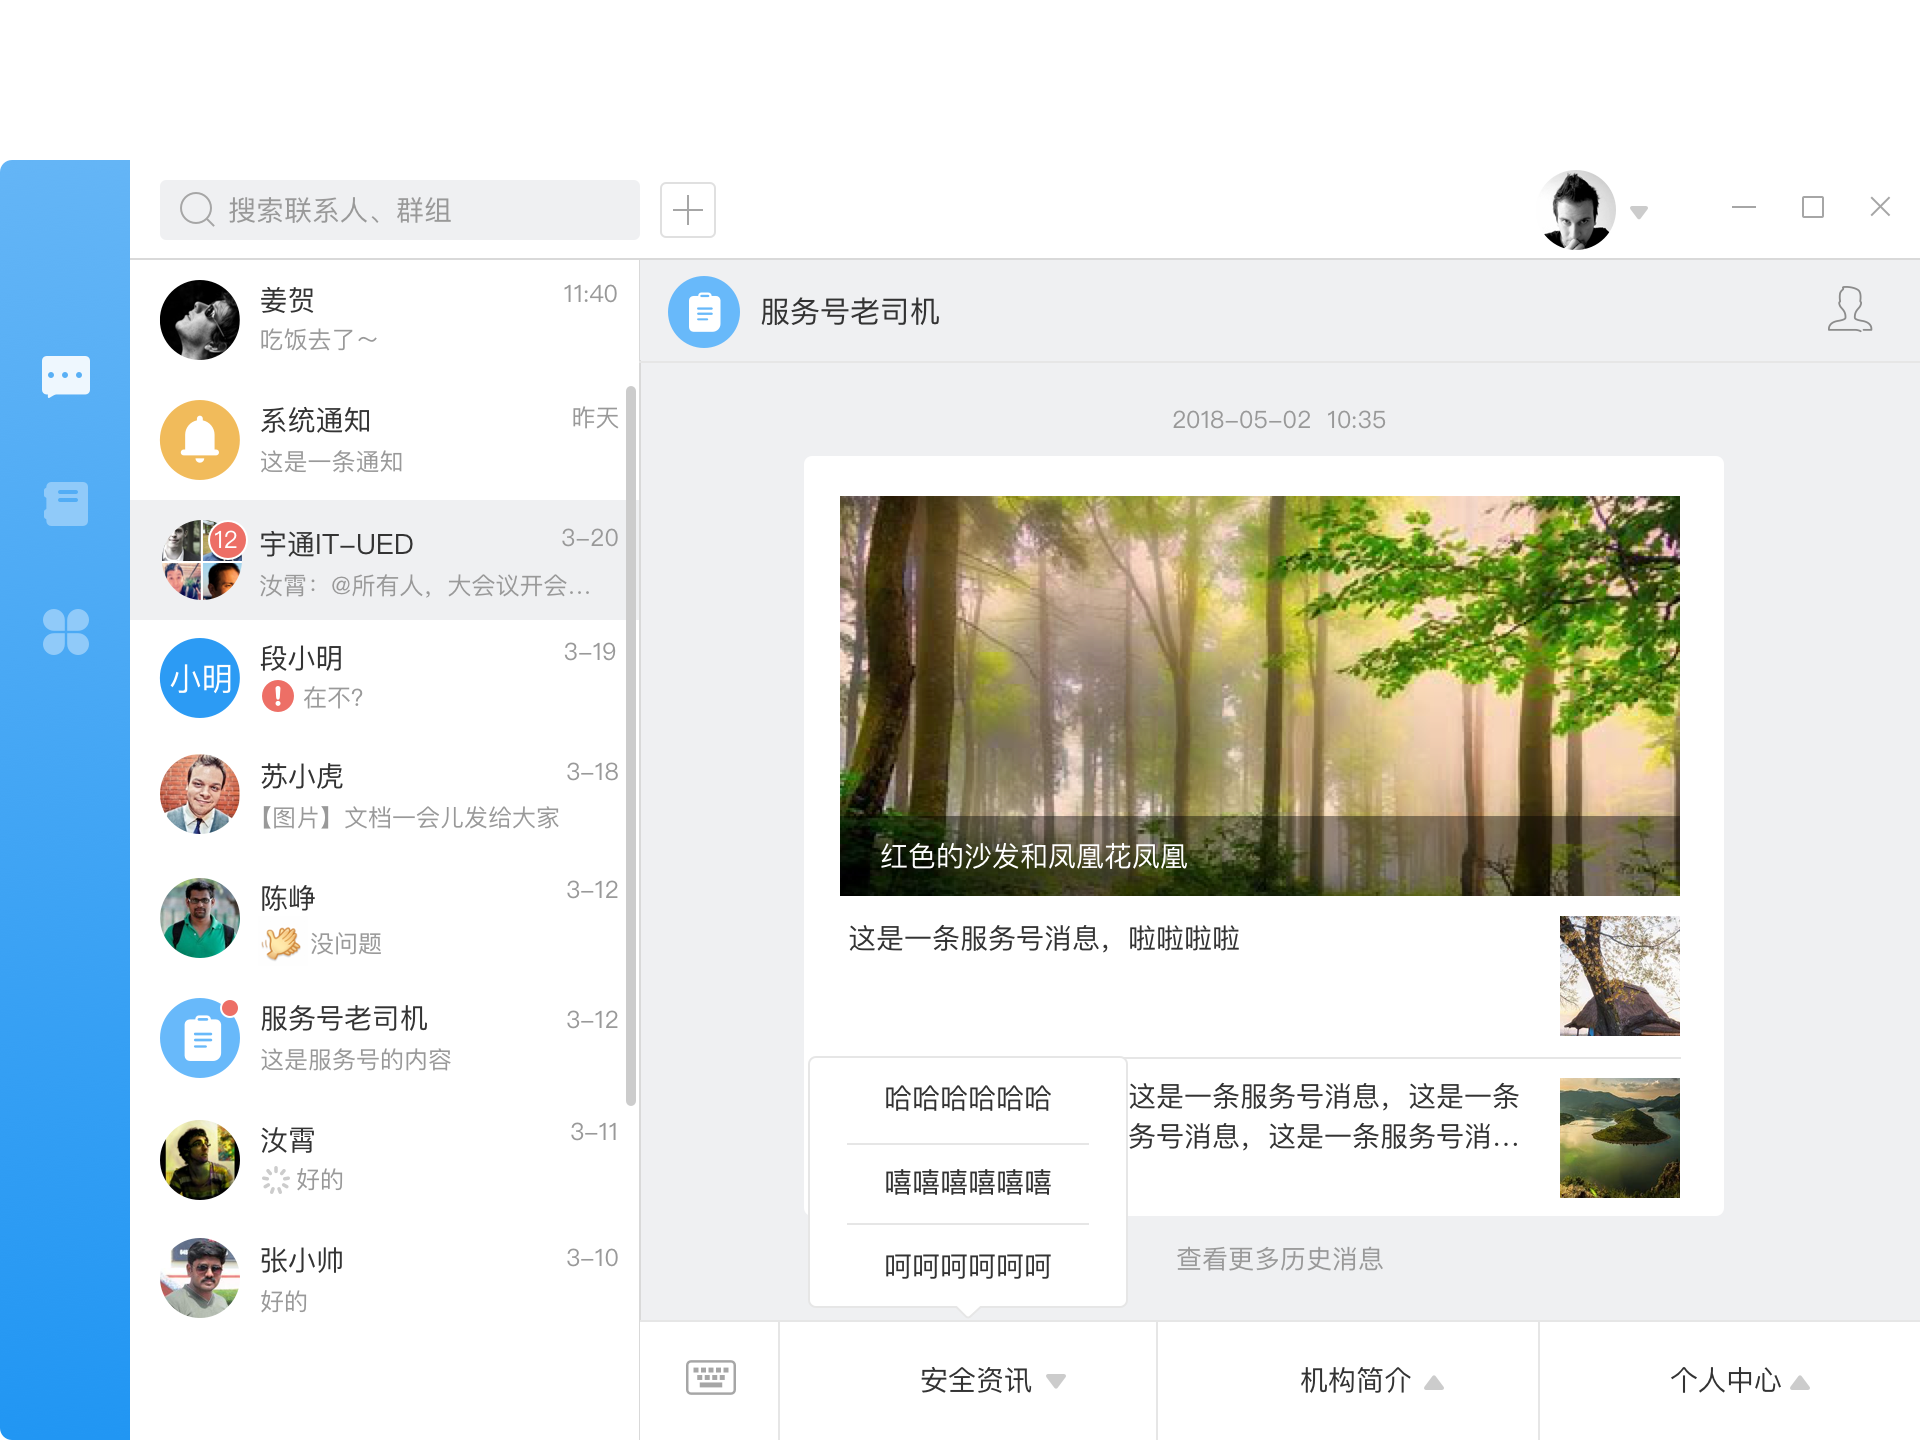 搜索联系人、群组
姜贺
11:40
吃饭去了～
系统通知
昨天
这是一条通知
12
宇通IT-UED
3-20
汝霄：@所有人，大会议开会...
小明
段小明
3-19
在不?
苏小虎
3-18
【图片】文档一会儿发给大家
陈峥
3-12
没问题
服务号老司机
3-12
这是服务号的内容
汝霄
3-11
好的
张小帅
3-10
好的
服务号老司机
2018-05-02 10:35
红色的沙发和凤凰花凤凰
这是一条服务号消息，啦啦啦啦
这是一条服务号消息，这是一条
务号消息，这是一条服务号消...
哈哈哈哈哈哈
嘻嘻嘻嘻嘻嘻
呵呵呵呵呵呵
查看更多历史消息
安全资讯
机构简介
个人中心